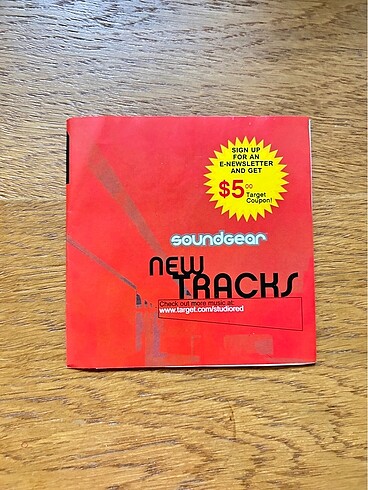 SIGN UP
FOR AN
E-NEWSLETTER
AND GET
$5.00 Target
Coupon!
soundgear
NEW
TRACKS
Check out more music at:
www.target.com/studiored